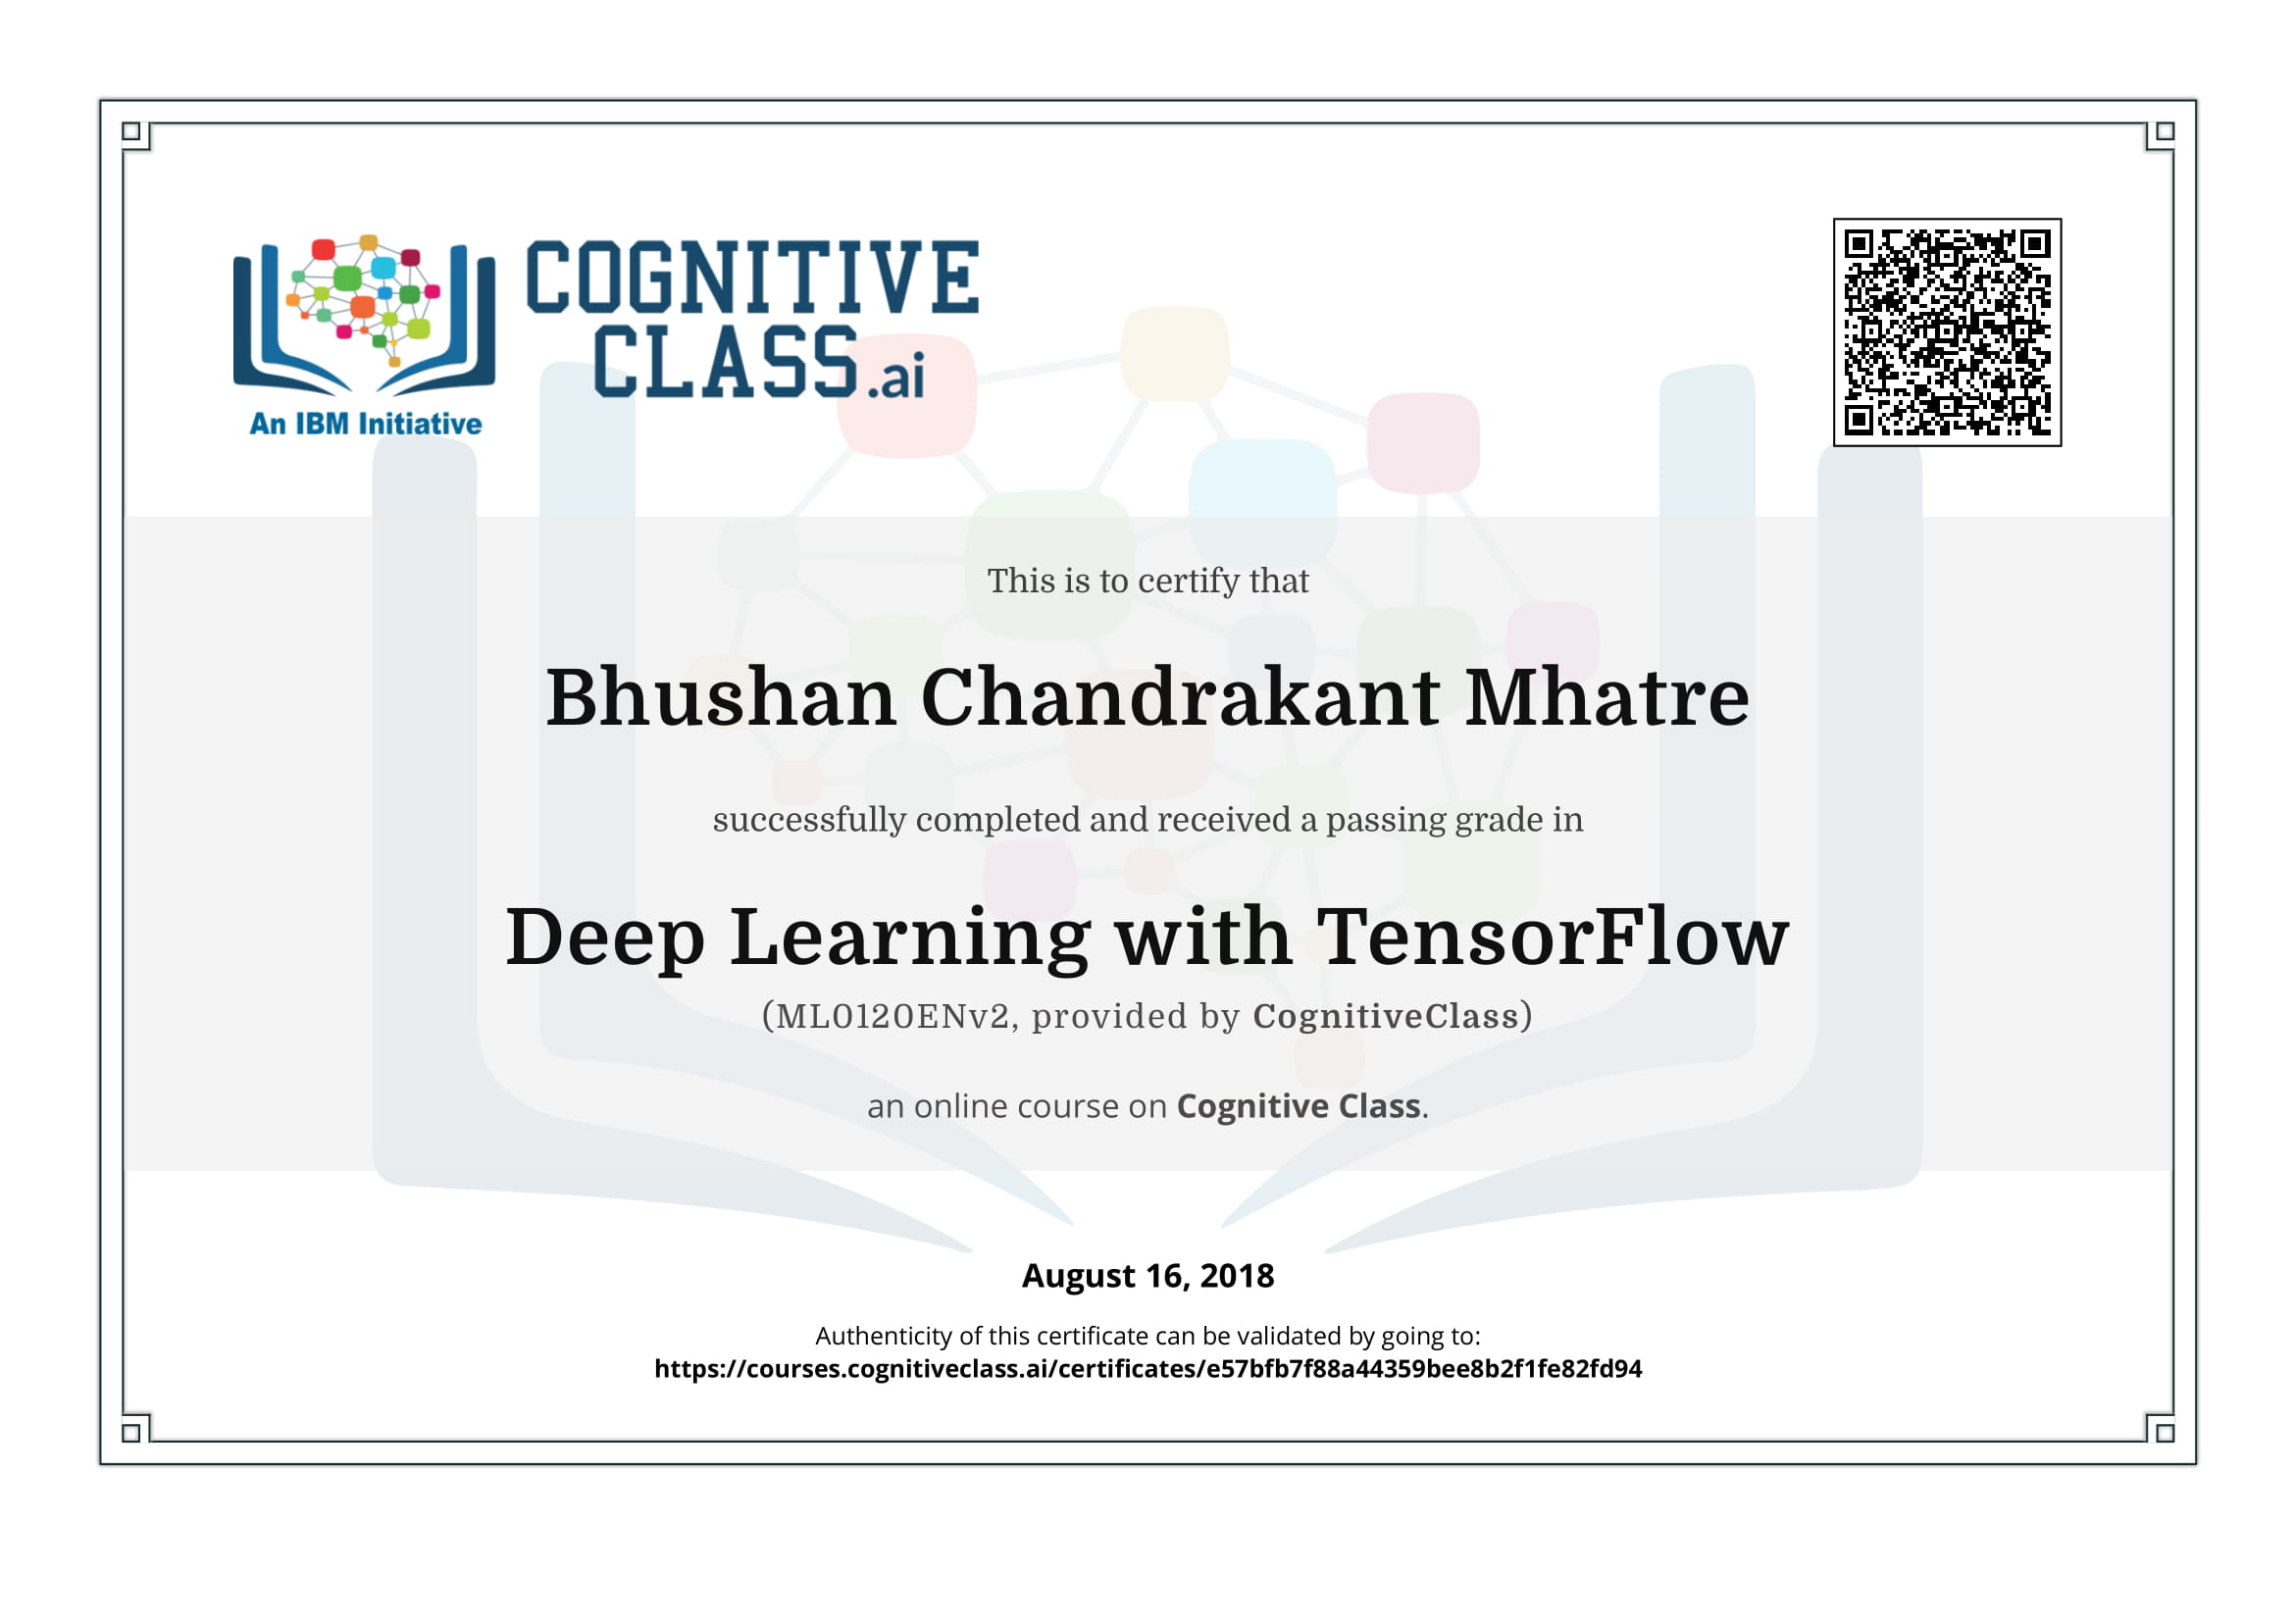 COGNITIVE
CLASS.ai
An IBM Initiative
This is to certify that
Bhushan Chandrakant Mhatre
successfully completed and received a passing grade in
Deep Learning with TensorFlow
(ML0120ENv2, provided by CognitiveClass)
an online course on Cognitive Class.
August 16, 2018
Authenticity of this certificate can be validated by going to:
https://courses.cognitiveclass.ai/certificates/e57bfb7f88a44359bee8b2f1fe82fd94